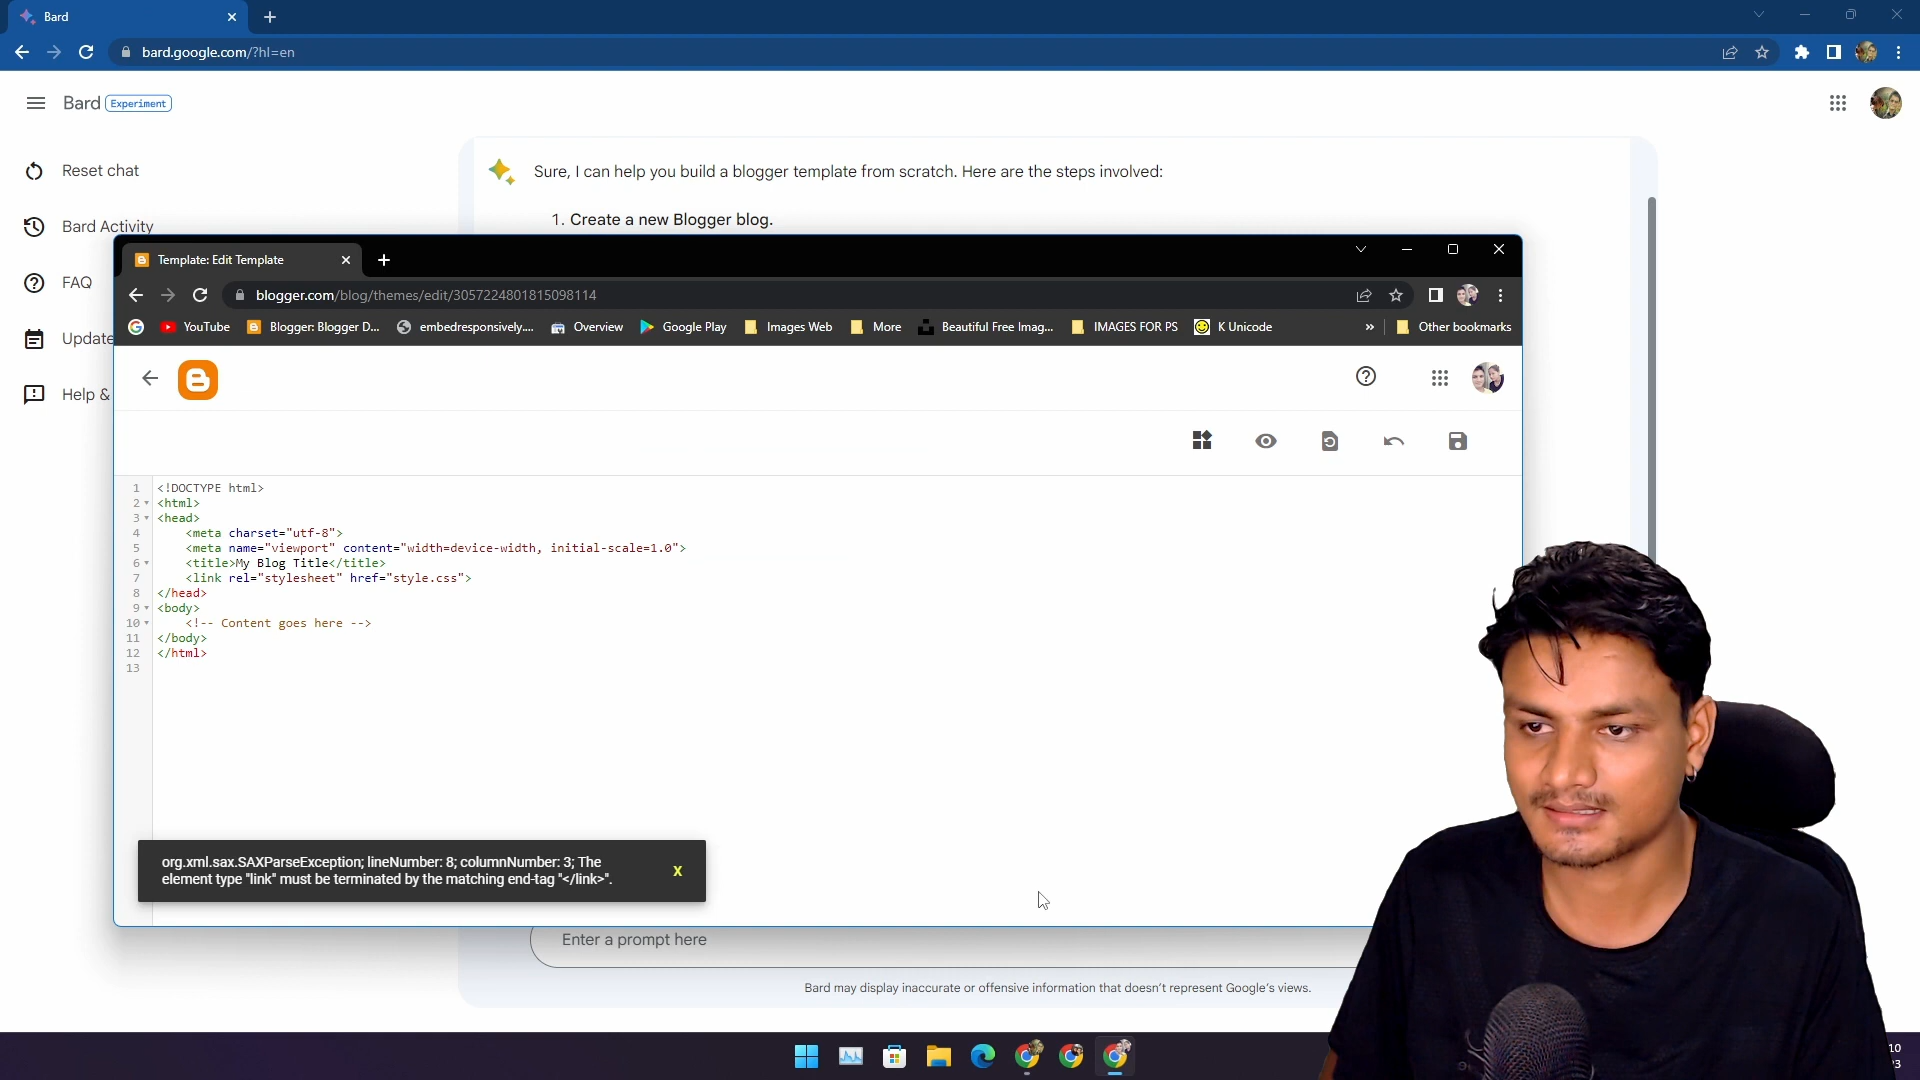 Bard
bard.google.com/?hl=en
Bard Experiment
Reset chat
Bard Activity
FAQ
Update
Help &
Sure, I can help you build a blogger template from scratch. Here are the steps involved:
1. Create a new Blogger blog.
Template: Edit Template
blogger.com/blog/themes/edit/3057224801815098114
YouTube Blogger: Blogger D... embedresponsively.... Overview Google Play Images Web More Beautiful Free Imag... IMAGES FOR PS K Unicode » Other bookmarks
1 <!DOCTYPE html>
2 <html>
3 <head>
4 <meta charset="utf-8">
5 <meta name="viewport" content="width=device-width, initial-scale=1.0">
6 <title>My Blog Title</title>
7 <link rel="stylesheet" href="style.css">
8 </head>
9 <body>
10 <!-- Content goes here -->
11 </body>
12 </html>
13
org.xml.sax.SAXParseException; lineNumber: 8; columnNumber: 3; The
element type "link" must be terminated by the matching end-tag "</link>".
X
Enter a prompt here
Bard may display inaccurate or offensive information that doesn't represent Google's views.
10